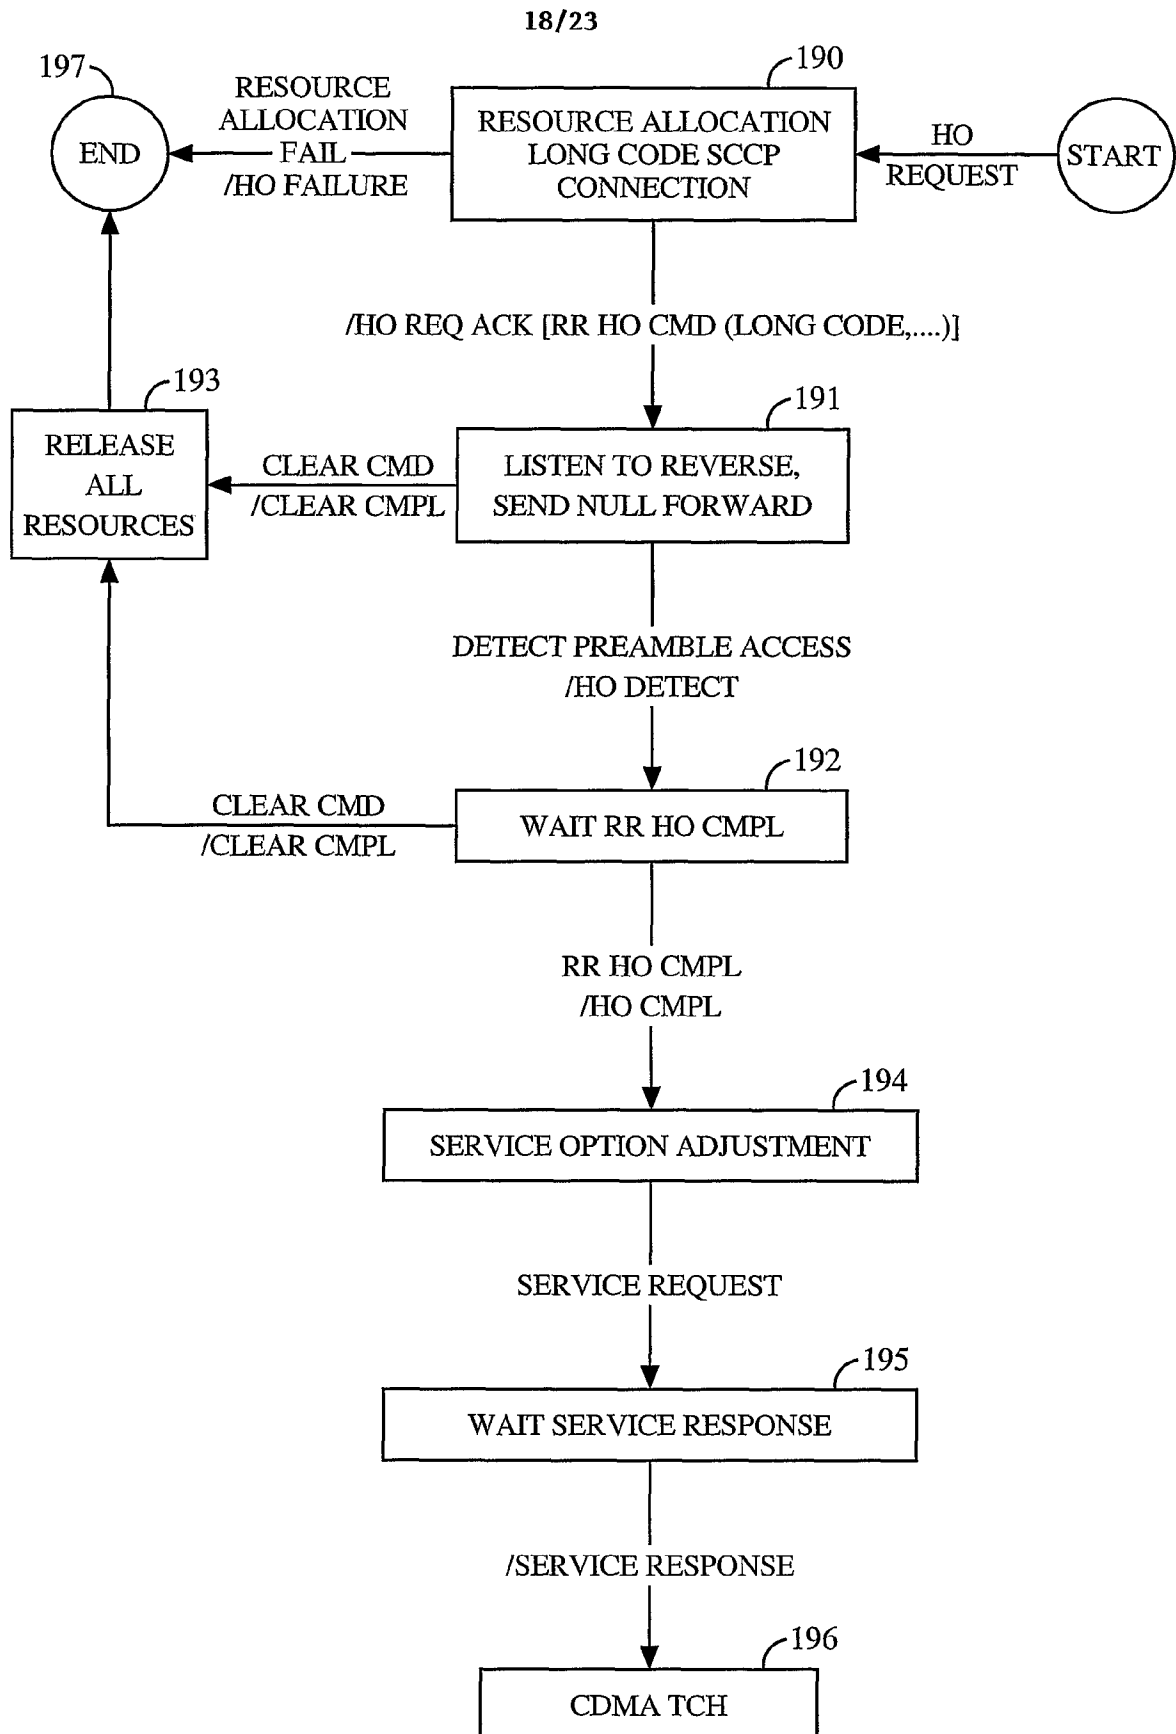 18/23
197
190
RESOURCE
ALLOCATION
FAIL
/HO FAILURE
END
RESOURCE ALLOCATION
LONG CODE SCCP
CONNECTION
HO
REQUEST
START
/HO REQ ACK [RR HO CMD (LONG CODE,....)]
193
191
RELEASE
ALL
RESOURCES
CLEAR CMD
/CLEAR CMPL
LISTEN TO REVERSE,
SEND NULL FORWARD
DETECT PREAMBLE ACCESS
/HO DETECT
192
CLEAR CMD
/CLEAR CMPL
WAIT RR HO CMPL
RR HO CMPL
/HO CMPL
194
SERVICE OPTION ADJUSTMENT
SERVICE REQUEST
195
WAIT SERVICE RESPONSE
/SERVICE RESPONSE
196
CDMA TCH